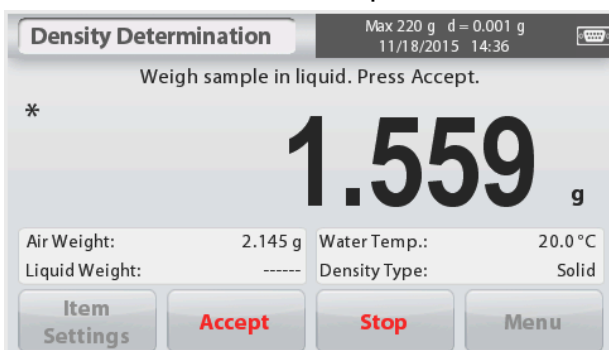 Density Determination
Max 220 g d = 0.001 g
11/18/2015 14:36
Weigh sample in liquid. Press Accept.
*
1.559 g
Air Weight: 2.145 g Water Temp.: 20.0°C
Liquid Weight: ------ Density Type: Solid
Item
Settings
Accept
Stop
Menu